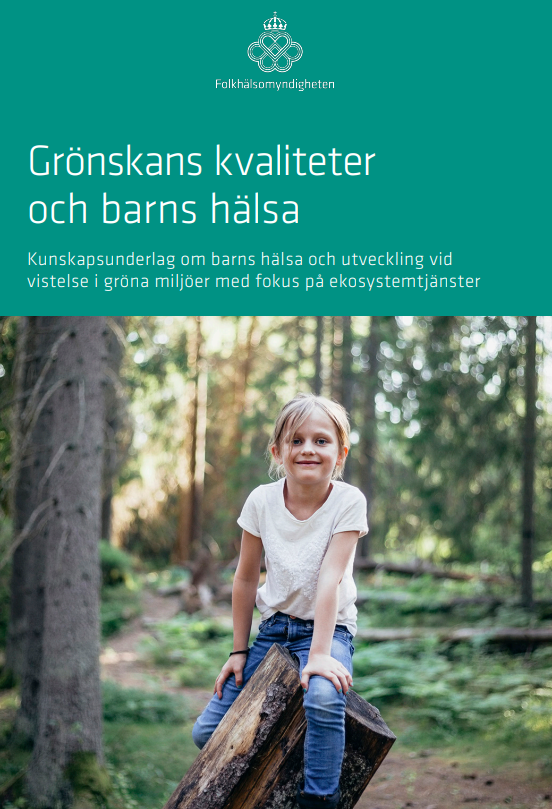 Folkhälsomyndigheten
Grönskans kvaliteter
och barns hälsa
Kunskapsunderlag om barns hälsa och utveckling vid
vistelse i gröna miljöer med fokus på ekosystemtjänster